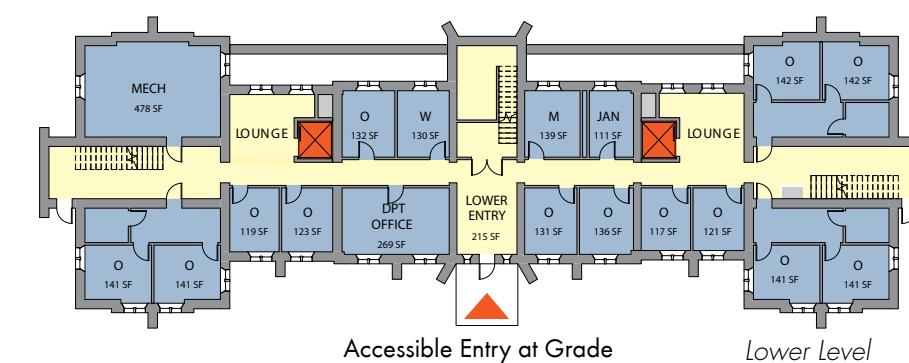 MECH
478 SF
LOUNGE
O
132 SF
W
130 SF
M
139 SF
JAN
111 SF
LOUNGE
O
142 SF
O
142 SF
O
119 SF
O
123 SF
DPT
OFFICE
269 SF
LOWER
ENTRY
215 SF
O
131 SF
O
136 SF
O
117 SF
O
121 SF
O
141 SF
O
141 SF
O
141 SF
O
141 SF
Accessible Entry at Grade
Lower Level